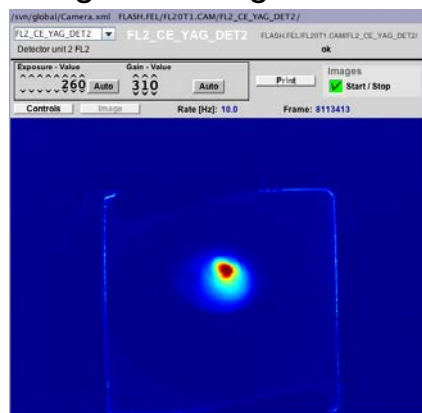 /svn/global/Camera.xml FLASH.FEL/FL20T1.CAM/FL2_CE_YAG_DET2/
FL2_CE_YAG_DET2 FL2_CE_YAG_DET2 FLASH.FEL/FL20T1.CAM/FL2_CE_YAG_DET2/
Detector unit 2 FL2 ok
Exposure - Value Gain - Value Images
260 Auto 310 Auto Print Start / Stop
Controls Image Rate [Hz]: 10.0 Frame: 8113413